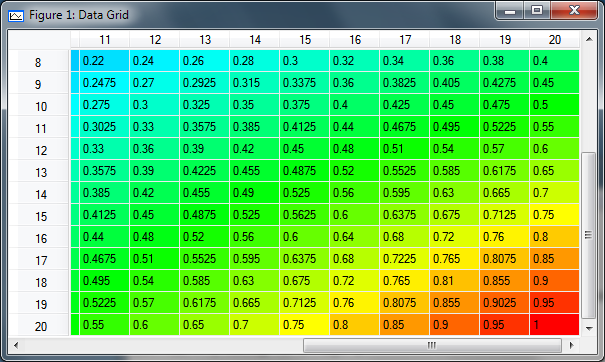 Figure 1: Data Grid
11 12 13 14 15 16 17 18 19 20
8 0.22 0.24 0.26 0.28 0.3 0.32 0.34 0.36 0.38 0.4
9 0.2475 0.27 0.2925 0.315 0.3375 0.36 0.3825 0.405 0.4275 0.45
10 0.275 0.3 0.325 0.35 0.375 0.4 0.425 0.45 0.475 0.5
11 0.3025 0.33 0.3575 0.385 0.4125 0.44 0.4675 0.495 0.5225 0.55
12 0.33 0.36 0.39 0.42 0.45 0.48 0.51 0.54 0.57 0.6
13 0.3575 0.39 0.4225 0.455 0.4875 0.52 0.5525 0.585 0.6175 0.65
14 0.385 0.42 0.455 0.49 0.525 0.56 0.595 0.63 0.665 0.7
15 0.4125 0.45 0.4875 0.525 0.5625 0.6 0.6375 0.675 0.7125 0.75
16 0.44 0.48 0.52 0.56 0.6 0.64 0.68 0.72 0.76 0.8
17 0.4675 0.51 0.5525 0.595 0.6375 0.68 0.7225 0.765 0.8075 0.85
18 0.495 0.54 0.585 0.63 0.675 0.72 0.765 0.81 0.855 0.9
19 0.5225 0.57 0.6175 0.665 0.7125 0.76 0.8075 0.855 0.9025 0.95
20 0.55 0.6 0.65 0.7 0.75 0.8 0.85 0.9 0.95 1